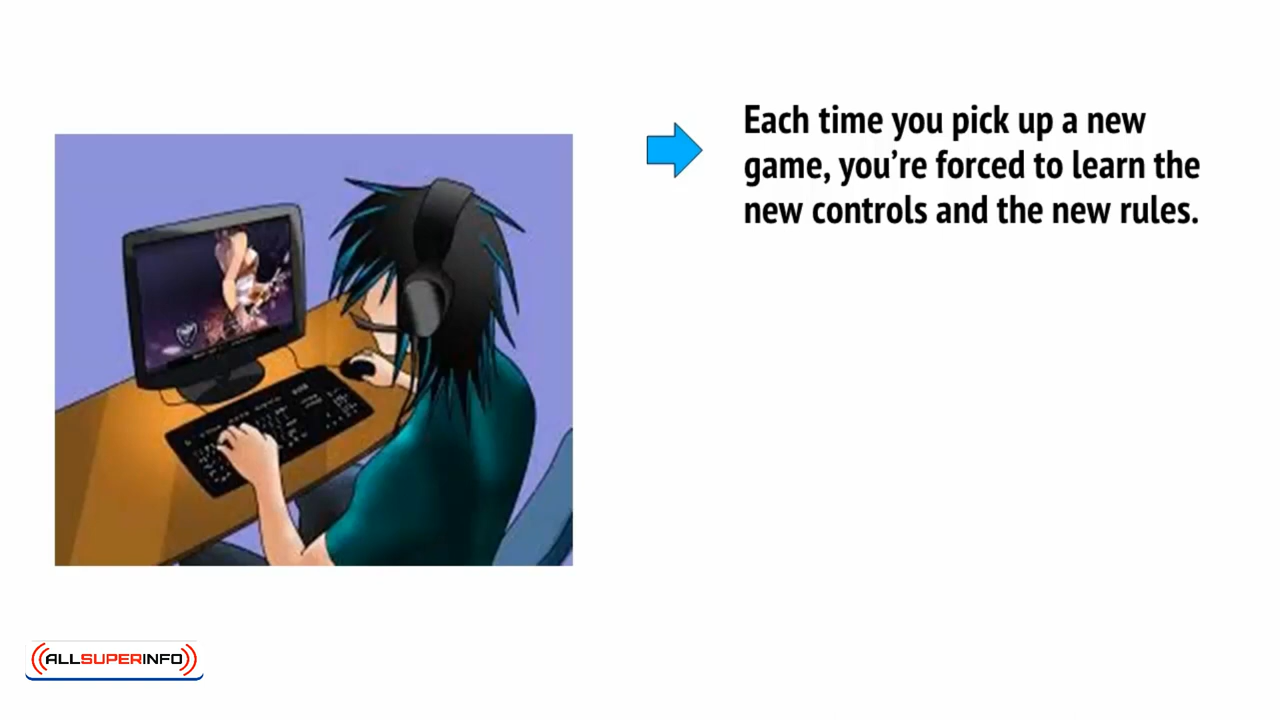 Each time you pick up a new
game, you're forced to learn the
new controls and the new rules.
ALLSUPERINFO